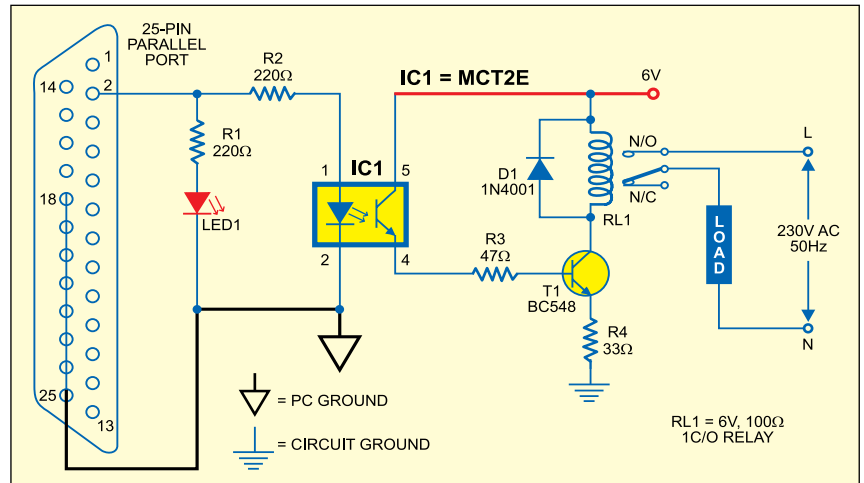 25-PIN
PARALLEL
PORT
1
14
2
18
25
13
R2
220Ω
R1
220Ω
LED1
IC1 = MCT2E
6V
IC1
1
5
2
4
D1
1N4001
N/O
N/C
RL1
L
LOAD
230V AC
50Hz
N
R3
47Ω
T1
BC548
R4
33Ω
= PC GROUND
= CIRCUIT GROUND
RL1 = 6V, 100Ω
1C/O RELAY